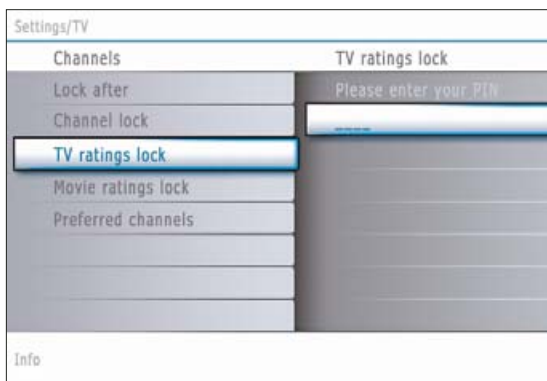 Settings/TV
Channels
TV ratings lock
Lock after
Please enter your PIN
Channel lock
_ _ _ _
TV ratings lock
Movie ratings lock
Preferred channels
Info